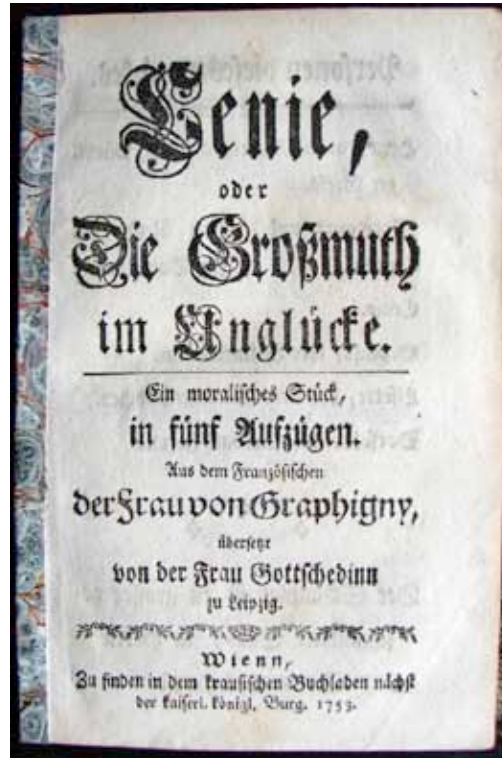 Cenie,
oder
Die Großmuth
im Unglücke.
Ein moralisches Stück,
in fünf Aufzügen.
Aus dem Französischen
der Frau von Graphigny,
übersetzt
von der Frau Gottschedinn
zu Leipzig.
Wienn,
Zu finden in dem krausischen Buchladen nächst
der kaiserl. königl. Burg. 1753.